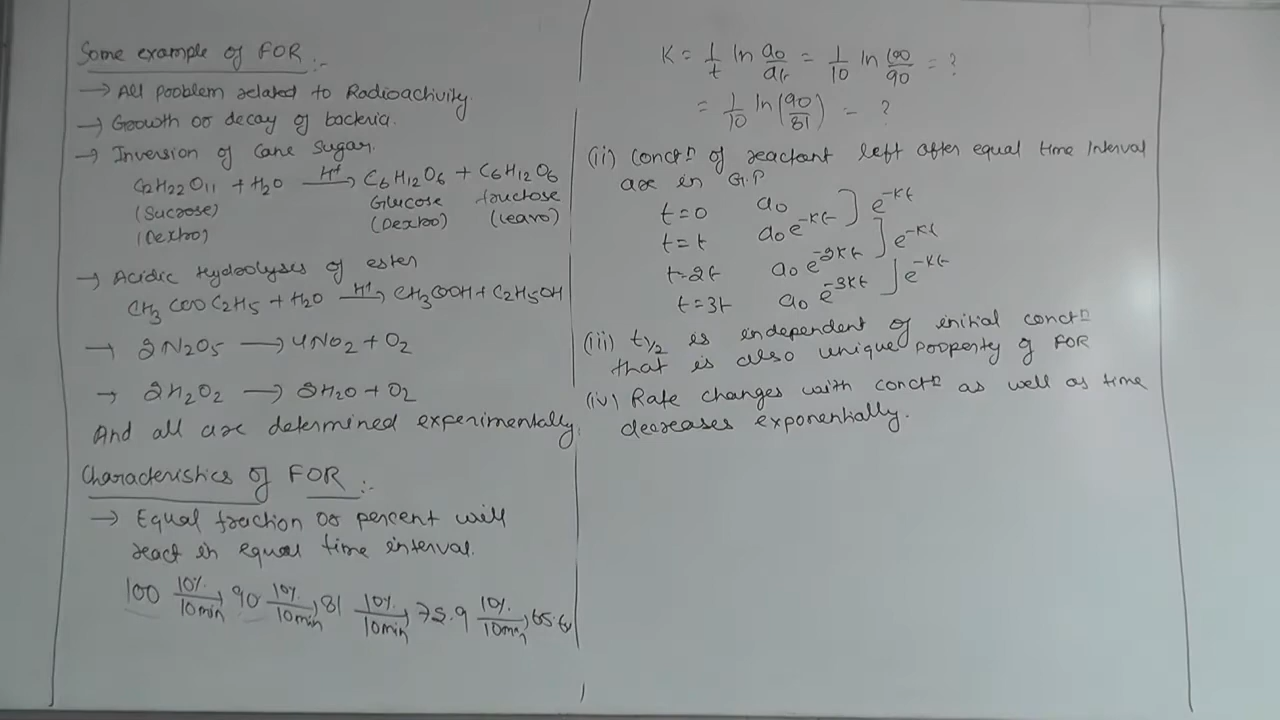 Some example of FOR :-
→ All problem related to Radioactivity.
→ Growth or decay of bacteria.
→ Inversion of Cane Sugar.
C12H22O11 + H2O —H+→ C6H12O6 + C6H12O6
(Sucrose) Glucose fructose
(Dextro) (Dextro) (Leavo)
→ Acidic Hydrolyses of ester
CH3COOC2H5 + H2O —H+→ CH3COOH + C2H5OH
→ 2N2O5 → 4NO2 + O2
→ 2H2O2 → 2H2O + O2
And all are determined experimentally.
Characteristics of FOR :-
→ Equal fraction or percent will
react in equal time interval.
100 10%/10min→ 90 10%/10min→ 81 10%/10min→ 72.9 10%/10min→ 65.6
K = 1/t ln a0/at = 1/10 ln 100/90 = ?
= 1/10 ln(90/81) = ?
(ii) Conctn of reactant left after equal time Interval
are in G.P
t=0 a0 ] e^-Kt
t=t a0 e^-Kt ] e^-Kt
t=2t a0 e^-2Kt ] e^-Kt
t=3t a0 e^-3Kt
(iii) t1/2 is independent of initial conctn
that is also unique property of FOR
(iv) Rate changes with conctn as well as time
decreases exponentially.